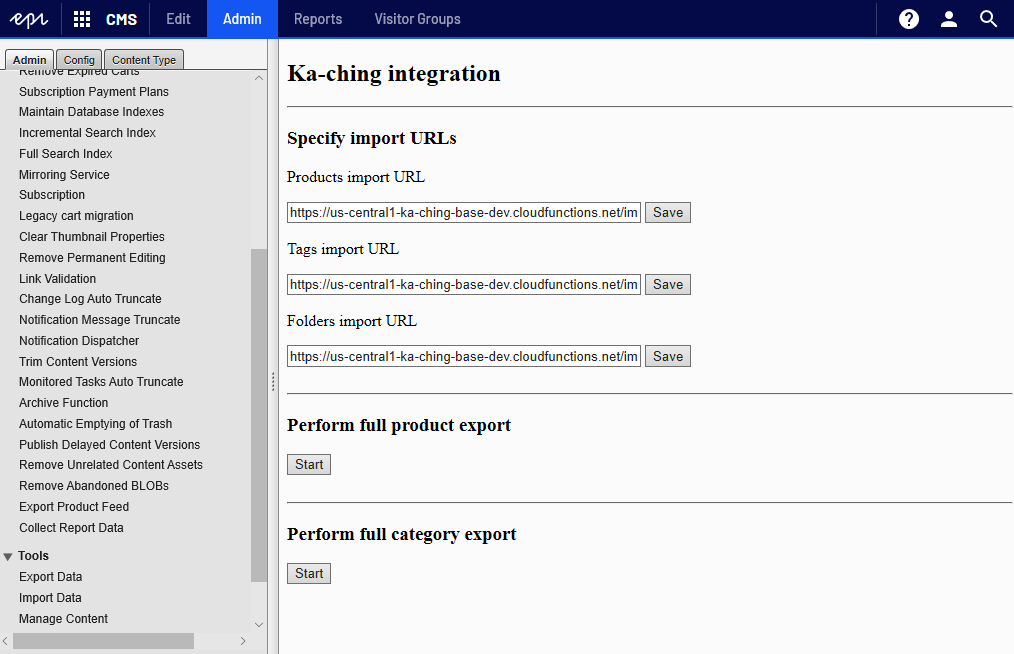 epi CMS Edit Admin Reports Visitor Groups ?
Admin Config Content Type
Remove Expired Carts
Subscription Payment Plans
Maintain Database Indexes
Incremental Search Index
Full Search Index
Mirroring Service
Subscription
Legacy cart migration
Clear Thumbnail Properties
Remove Permanent Editing
Link Validation
Change Log Auto Truncate
Notification Message Truncate
Notification Dispatcher
Trim Content Versions
Monitored Tasks Auto Truncate
Archive Function
Automatic Emptying of Trash
Publish Delayed Content Versions
Remove Unrelated Content Assets
Remove Abandoned BLOBs
Export Product Feed
Collect Report Data
Tools
Export Data
Import Data
Manage Content
Ka-ching integration
Specify import URLs
Products import URL
https://us-central1-ka-ching-base-dev.cloudfunctions.net/im Save
Tags import URL
https://us-central1-ka-ching-base-dev.cloudfunctions.net/im Save
Folders import URL
https://us-central1-ka-ching-base-dev.cloudfunctions.net/im Save
Perform full product export
Start
Perform full category export
Start